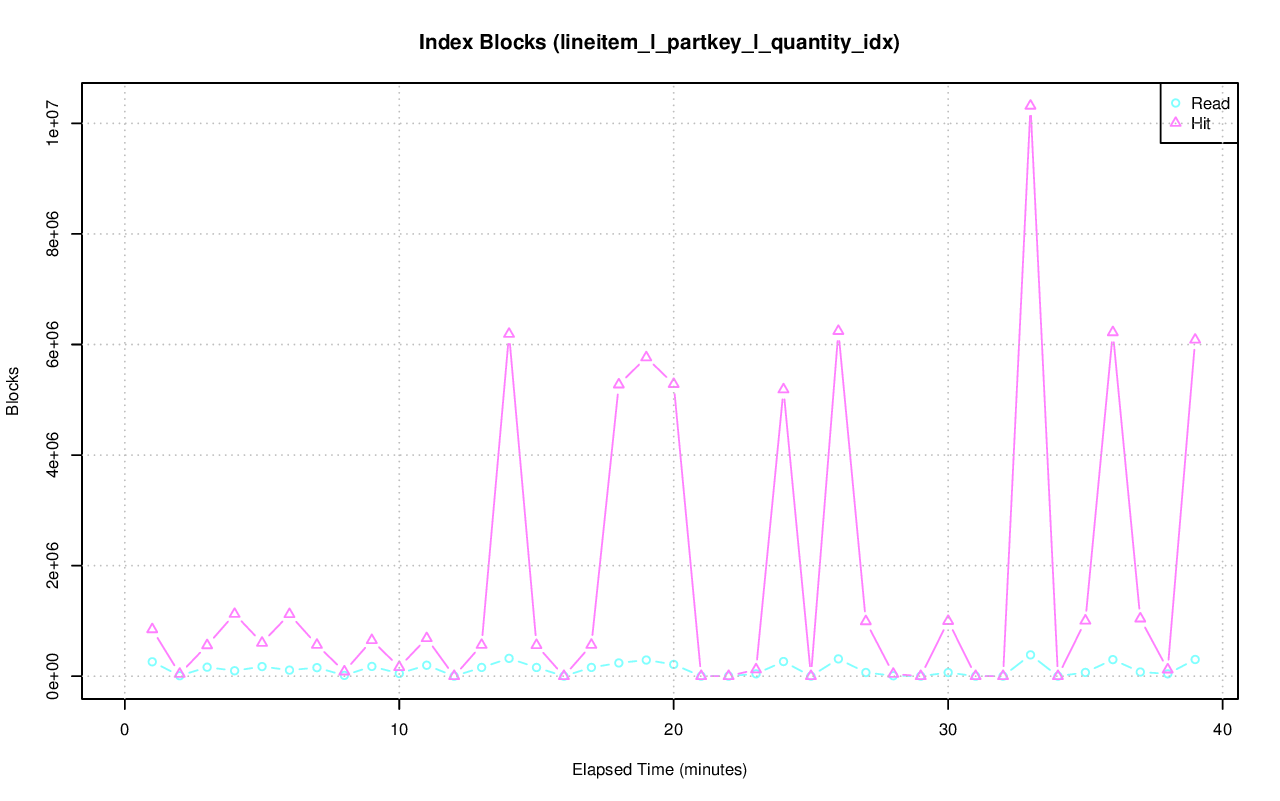 Index Blocks (lineitem_l_partkey_l_quantity_idx)
Read
Hit
1e+07
8e+06
6e+06
4e+06
2e+06
0e+00
Blocks
0 10 20 30 40
Elapsed Time (minutes)